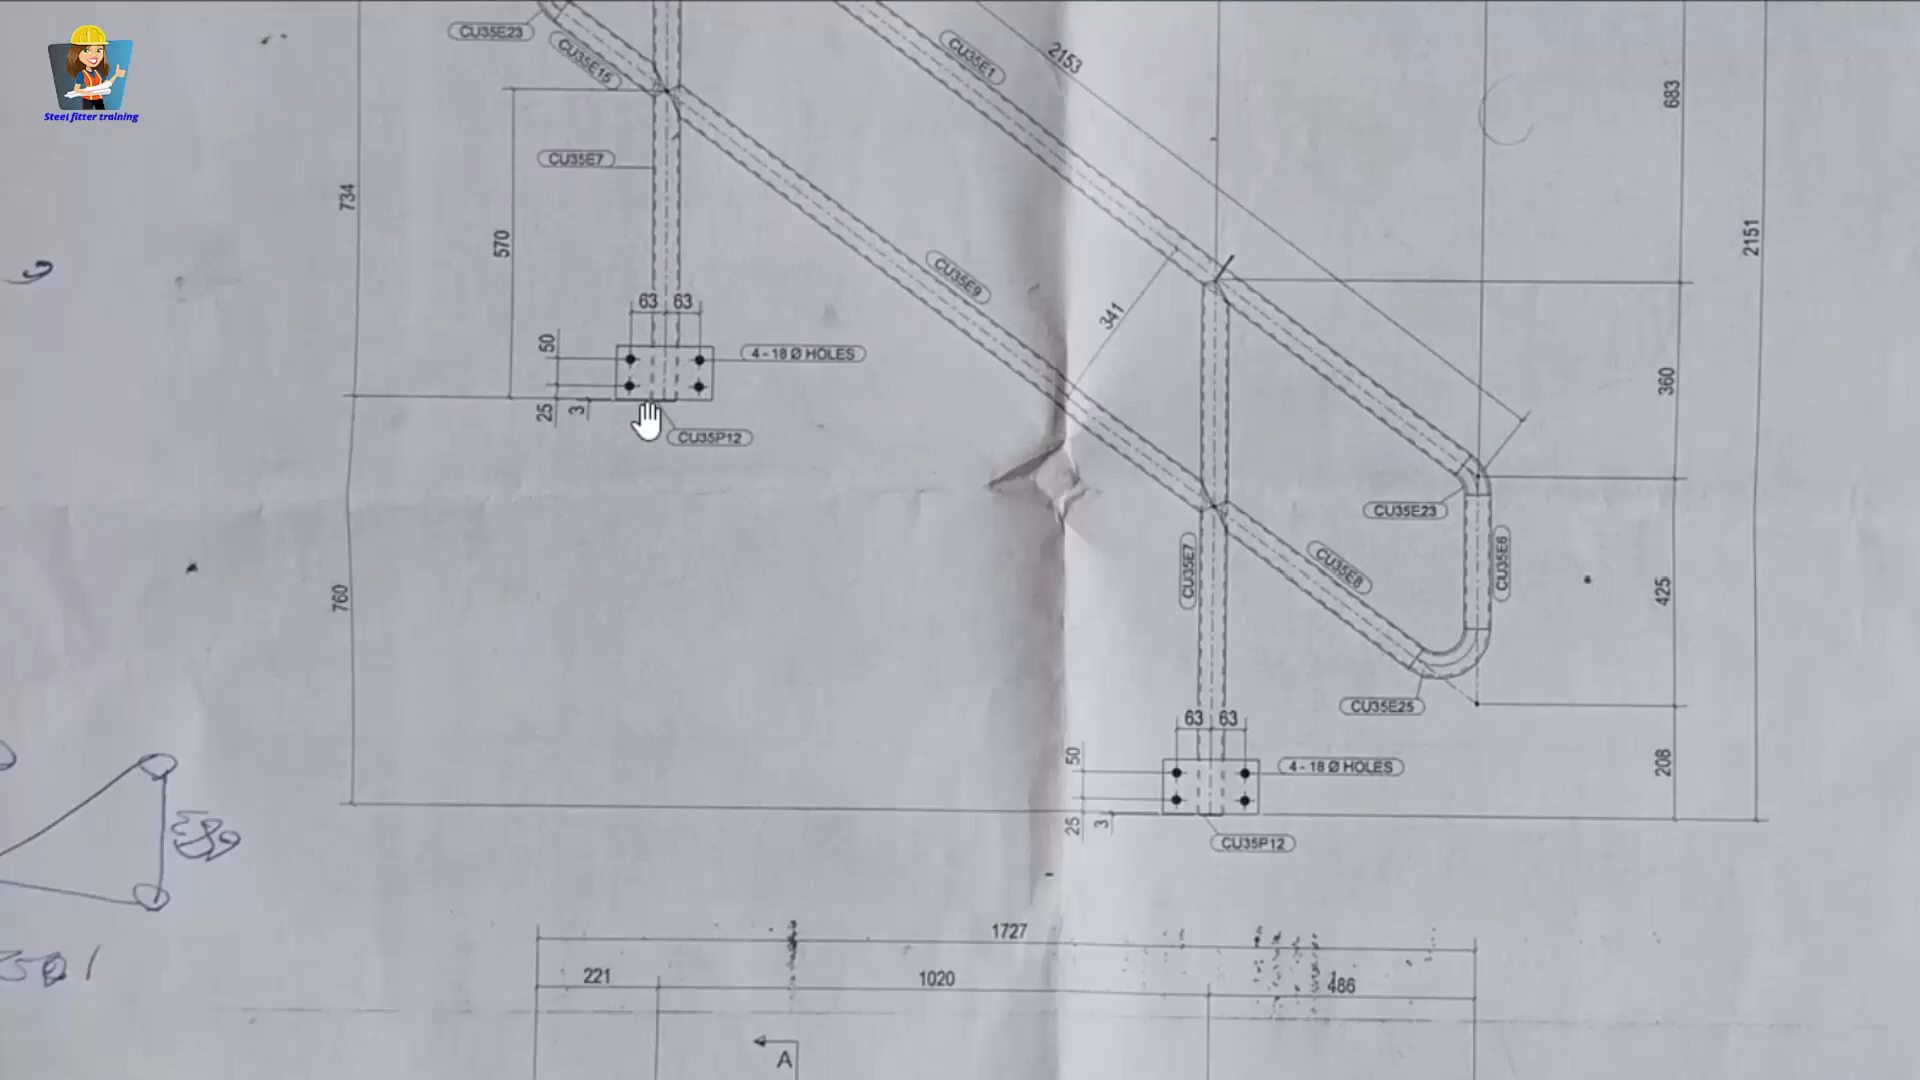 Steel fitter training
CU35E23
CU35E15
CU35E1
2153
683
CU35E7
734
570
2151
CU35E9
341
63 63
50
4 - 18 Ø HOLES
25
3
CU35P12
360
CU35E23
CU35E7
CU35E8
CU35E6
425
760
CU35E25
63 63
50
4 - 18 Ø HOLES
208
25
3
CU35P12
1727
221
1020
486
A